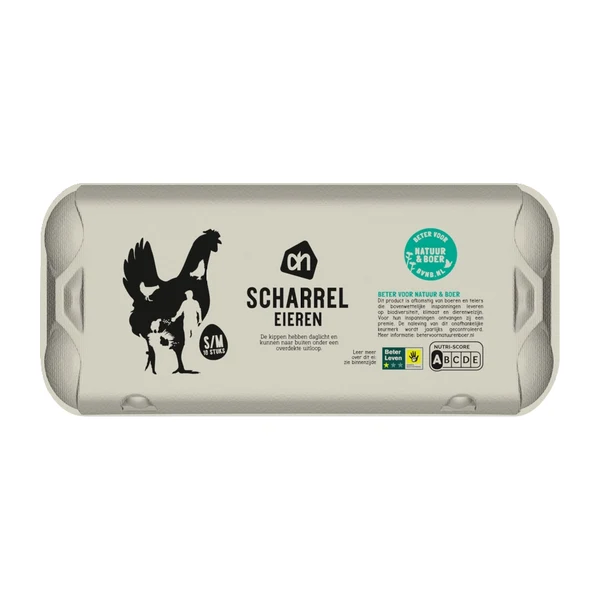 ah
SCHARREL
EIEREN
De kippen hebben daglicht en
kunnen naar buiten onder een
overdekte uitloop.
S/M
10 STUKS
BETER VOOR
NATUUR
& BOER
BVNB.NL
BETER VOOR NATUUR & BOER
Dit product is afkomstig van boeren en telers
die bovenwettelijke inspanningen leveren
op biodiversiteit, klimaat en dierenwelzijn.
Voor hun inspanningen ontvangen zij een
premie. De naleving van dit onafhankelijke
keurmerk wordt jaarlijks gecontroleerd.
Meer informatie: betervoornatuurenboer.nl
Leer meer
over dit ei:
zie binnenzijde
Beter
Leven
NUTRI-SCORE
A B C D E